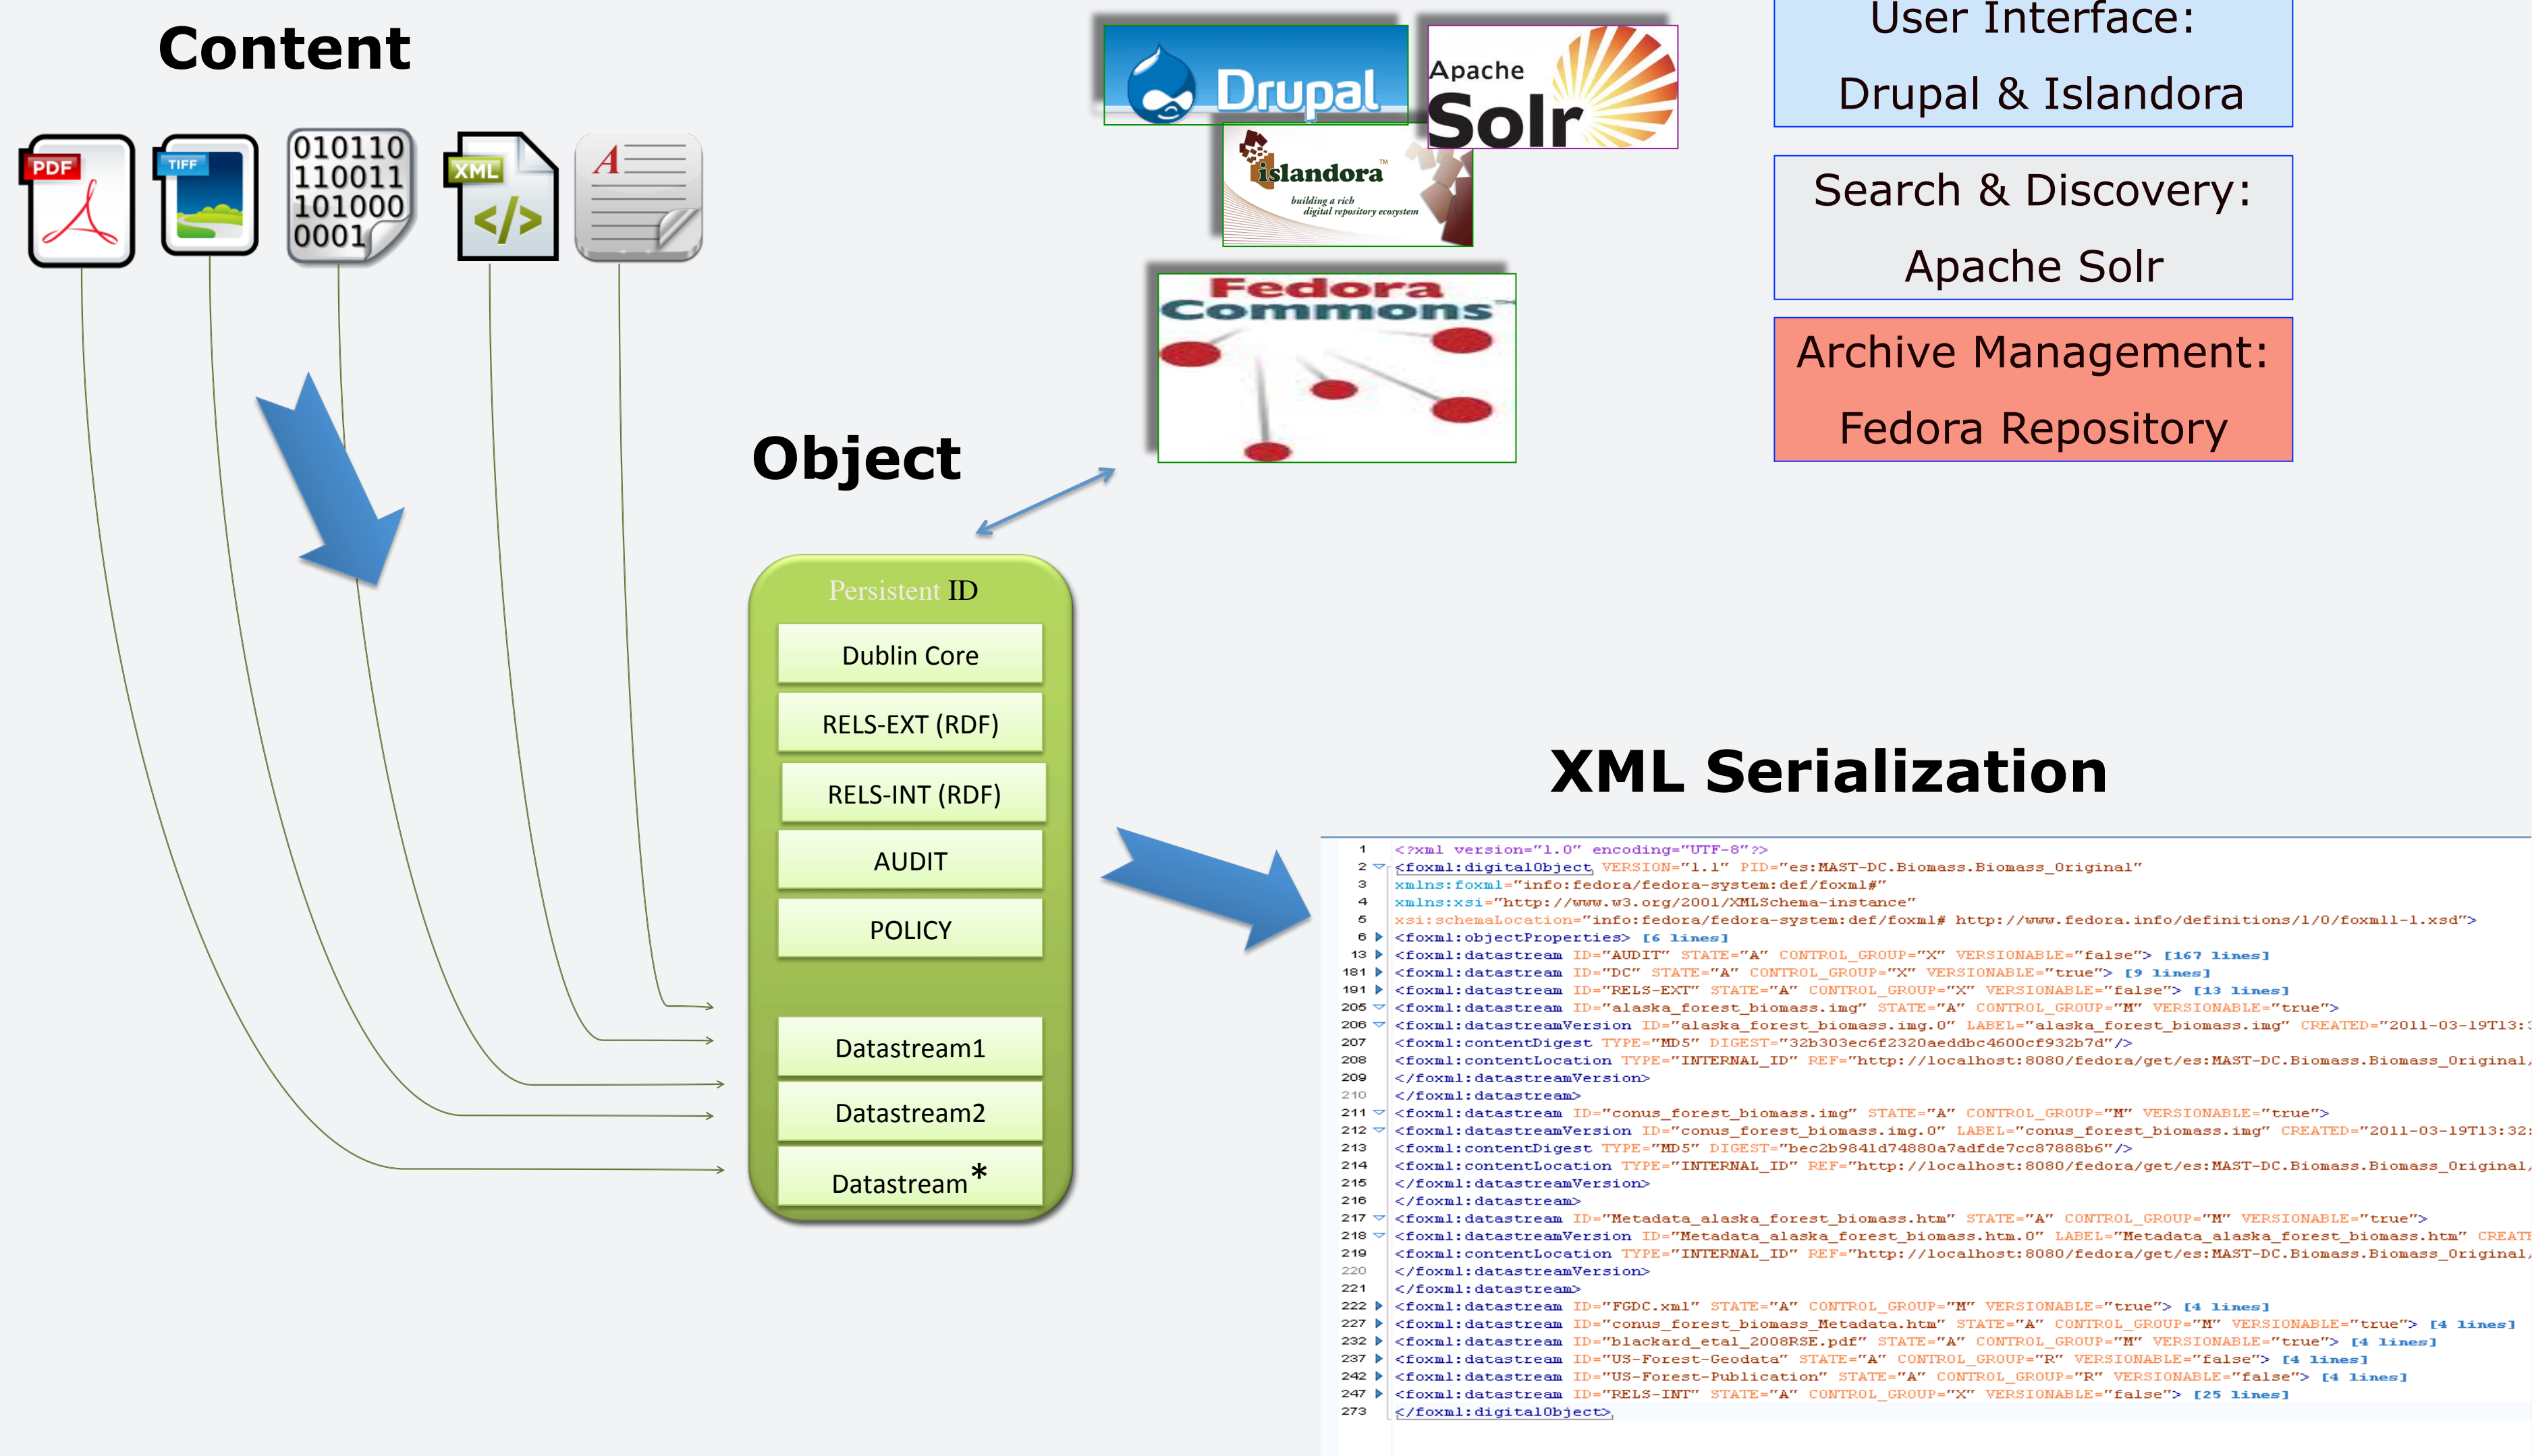 Content
PDF
TIFF
010110
110011
101000
0001
XML
</>
A
Drupal
Apache
Solr
islandora™
building a rich
digital repository ecosystem
Fedora
Commons™
User Interface:
Drupal & Islandora
Search & Discovery:
Apache Solr
Archive Management:
Fedora Repository
Object
Persistent ID
Dublin Core
RELS-EXT (RDF)
RELS-INT (RDF)
AUDIT
POLICY
Datastream1
Datastream2
Datastream*
XML Serialization
1 <?xml version="1.0" encoding="UTF-8"?>
2 <foxml:digitalObject VERSION="1.1" PID="es:MAST-DC.Biomass.Biomass_Original"
3 xmlns:foxml="info:fedora/fedora-system:def/foxml#"
4 xmlns:xsi="http://www.w3.org/2001/XMLSchema-instance"
5 xsi:schemaLocation="info:fedora/fedora-system:def/foxml# http://www.fedora.info/definitions/1/0/foxml1-1.xsd">
6 <foxml:objectProperties> [6 lines]
13 <foxml:datastream ID="AUDIT" STATE="A" CONTROL_GROUP="X" VERSIONABLE="false"> [167 lines]
181 <foxml:datastream ID="DC" STATE="A" CONTROL_GROUP="X" VERSIONABLE="true"> [9 lines]
191 <foxml:datastream ID="RELS-EXT" STATE="A" CONTROL_GROUP="X" VERSIONABLE="false"> [13 lines]
205 <foxml:datastream ID="alaska_forest_biomass.img" STATE="A" CONTROL_GROUP="M" VERSIONABLE="true">
206 <foxml:datastreamVersion ID="alaska_forest_biomass.img.0" LABEL="alaska_forest_biomass.img" CREATED="2011-03-19T13:3
207 <foxml:contentDigest TYPE="MD5" DIGEST="32b303ec6f2320aeddbc4600cf932b7d"/>
208 <foxml:contentLocation TYPE="INTERNAL_ID" REF="http://localhost:8080/fedora/get/es:MAST-DC.Biomass.Biomass_Original/
209 </foxml:datastreamVersion>
210 </foxml:datastream>
211 <foxml:datastream ID="conus_forest_biomass.img" STATE="A" CONTROL_GROUP="M" VERSIONABLE="true">
212 <foxml:datastreamVersion ID="conus_forest_biomass.img.0" LABEL="conus_forest_biomass.img" CREATED="2011-03-19T13:32:
213 <foxml:contentDigest TYPE="MD5" DIGEST="bec2b9841d74880a7adfde7cc87888b6"/>
214 <foxml:contentLocation TYPE="INTERNAL_ID" REF="http://localhost:8080/fedora/get/es:MAST-DC.Biomass.Biomass_Original/
215 </foxml:datastreamVersion>
216 </foxml:datastream>
217 <foxml:datastream ID="Metadata_alaska_forest_biomass.htm" STATE="A" CONTROL_GROUP="M" VERSIONABLE="true">
218 <foxml:datastreamVersion ID="Metadata_alaska_forest_biomass.htm.0" LABEL="Metadata_alaska_forest_biomass.htm" CREATE
219 <foxml:contentLocation TYPE="INTERNAL_ID" REF="http://localhost:8080/fedora/get/es:MAST-DC.Biomass.Biomass_Original/
220 </foxml:datastreamVersion>
221 </foxml:datastream>
222 <foxml:datastream ID="FGDC.xml" STATE="A" CONTROL_GROUP="M" VERSIONABLE="true"> [4 lines]
227 <foxml:datastream ID="conus_forest_biomass_Metadata.htm" STATE="A" CONTROL_GROUP="M" VERSIONABLE="true"> [4 lines]
232 <foxml:datastream ID="blackard_etal_2008RSE.pdf" STATE="A" CONTROL_GROUP="M" VERSIONABLE="true"> [4 lines]
237 <foxml:datastream ID="US-Forest-Geodata" STATE="A" CONTROL_GROUP="R" VERSIONABLE="false"> [4 lines]
242 <foxml:datastream ID="US-Forest-Publication" STATE="A" CONTROL_GROUP="R" VERSIONABLE="false"> [4 lines]
247 <foxml:datastream ID="RELS-INT" STATE="A" CONTROL_GROUP="X" VERSIONABLE="false"> [25 lines]
273 </foxml:digitalObject>